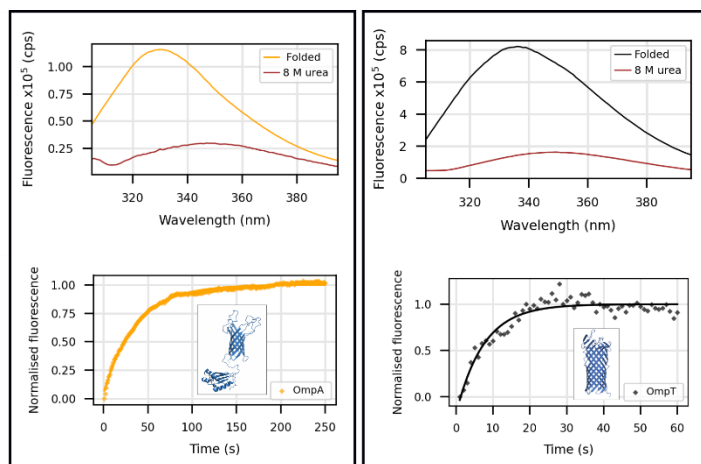 Fluorescence x10⁵ (cps)
1.00
0.75
0.50
0.25
Folded
8 M urea
320 340 360 380
Wavelength (nm)
Fluorescence x10⁵ (cps)
8
6
4
2
0
Folded
8 M urea
320 340 360 380
Wavelength (nm)
Normalised fluorescence
1.00
0.75
0.50
0.25
0.00
OmpA
0 50 100 150 200 250
Time (s)
Normalised fluorescence
1.0
0.5
0.0
OmpT
0 10 20 30 40 50 60
Time (s)